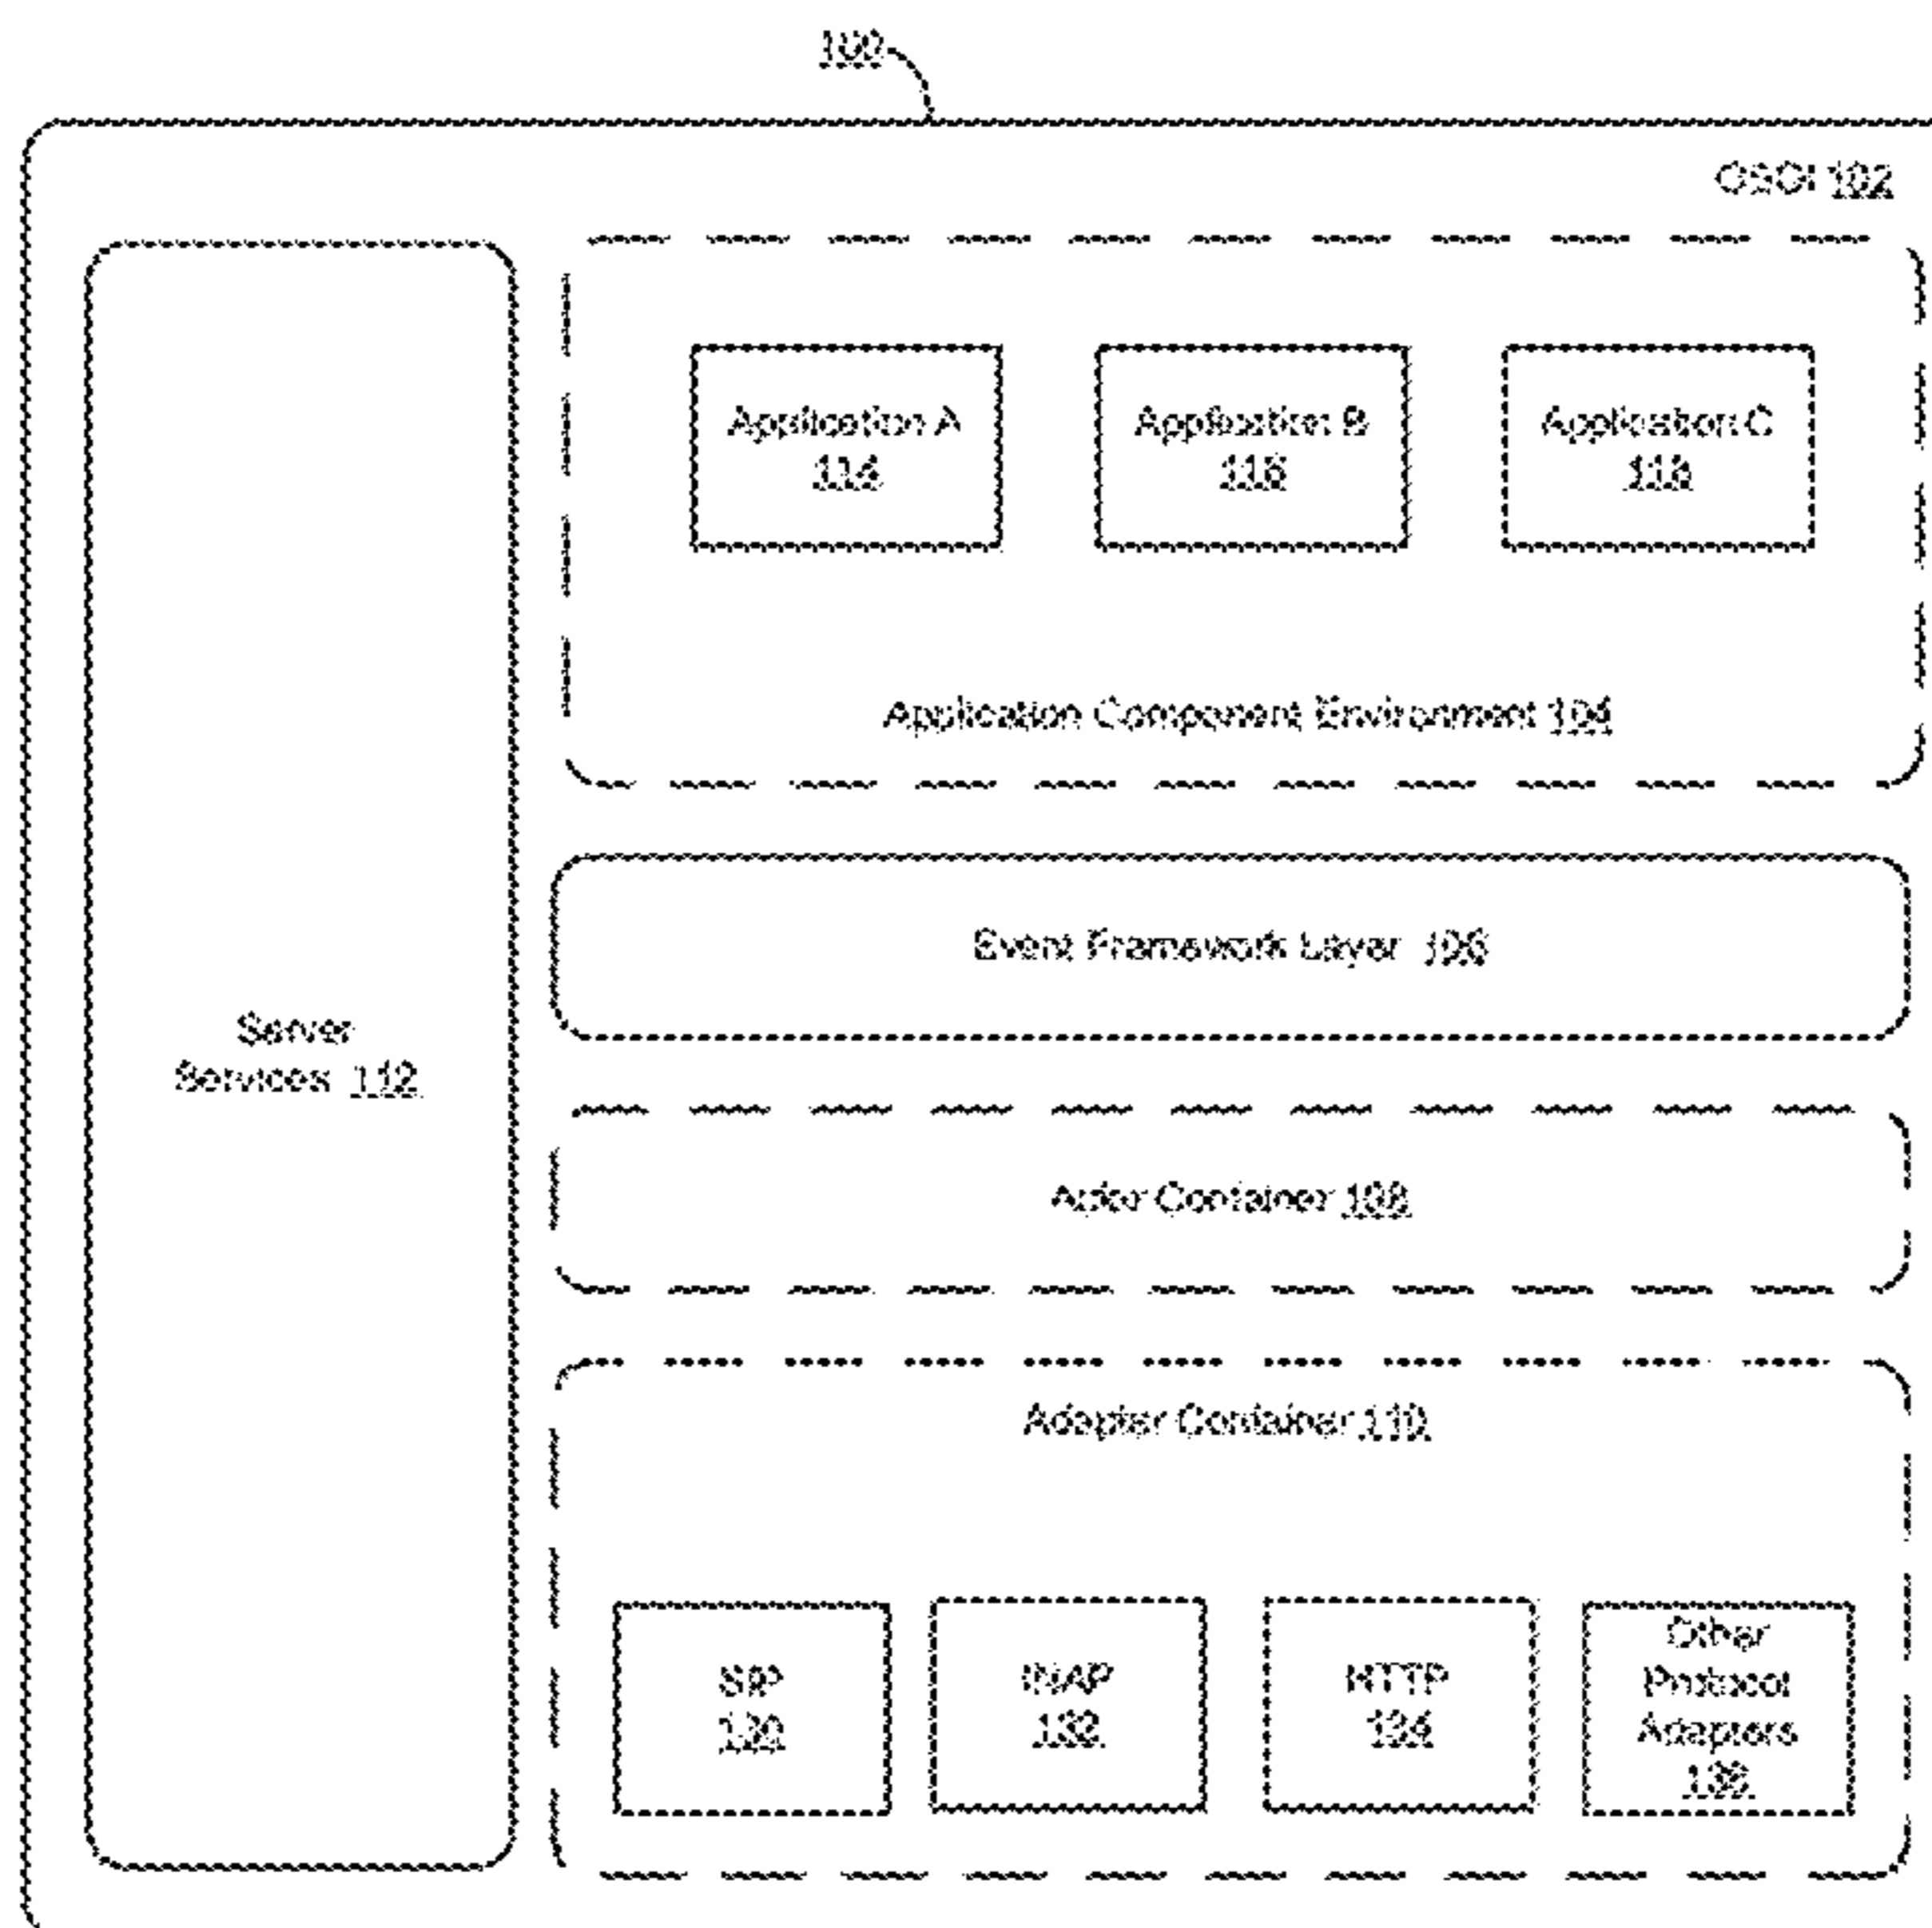 100
OSGI 102
Application A
114
Application B
116
Application C
118
Application Component Environment 104
Event Framework Layer 106
Server
Services 112
Actor Container 108
Adapter Container 110
SIP
130
INAP
132
HTTP
134
Other
Protocol
Adapters
136